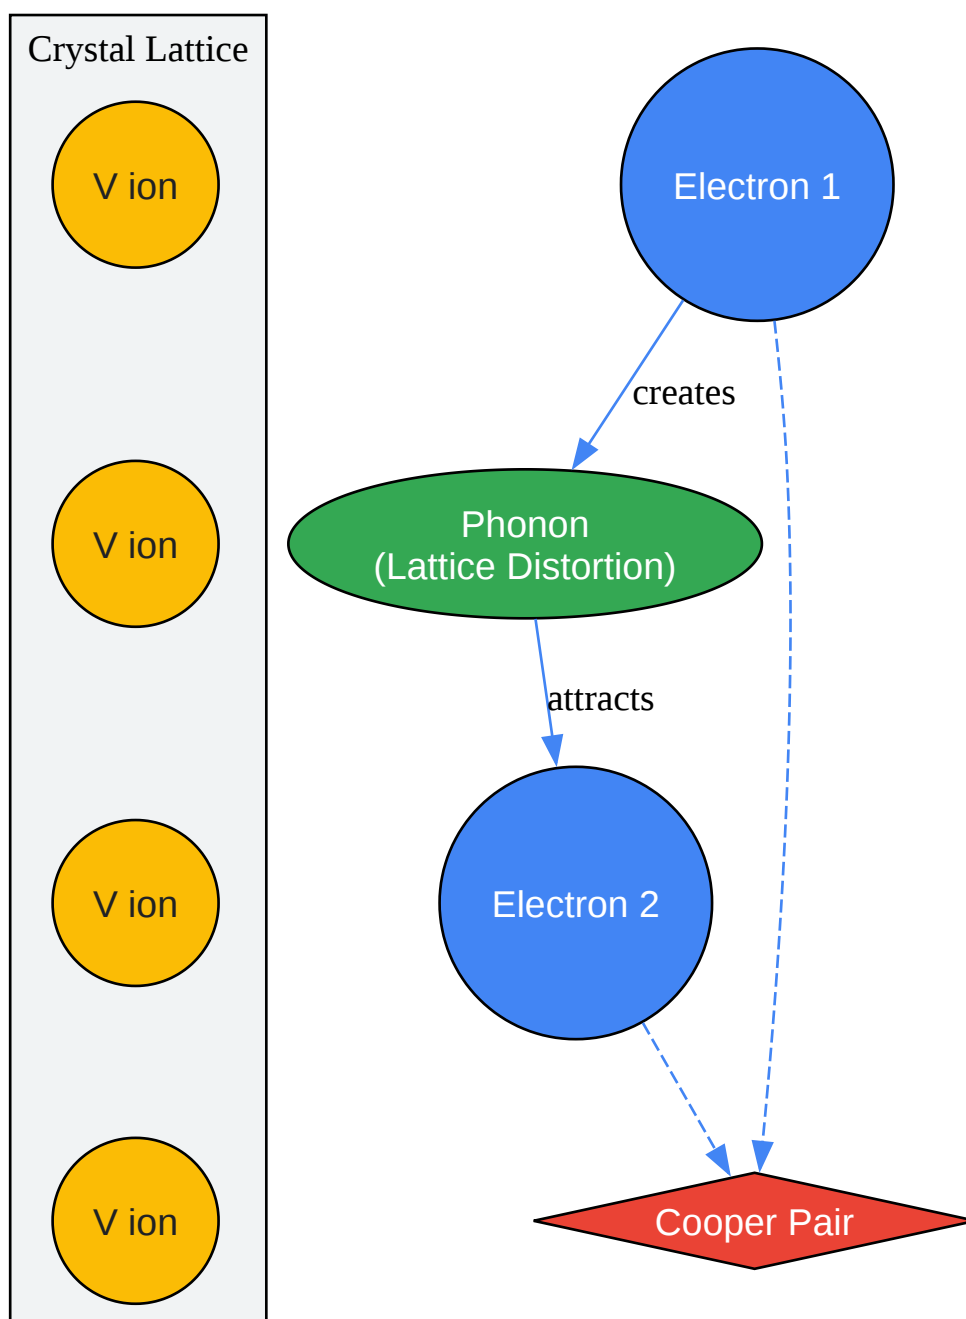 Crystal Lattice
V ion
Electron 1
creates
V ion
Phonon
(Lattice Distortion)
attracts
V ion
Electron 2
V ion
Cooper Pair